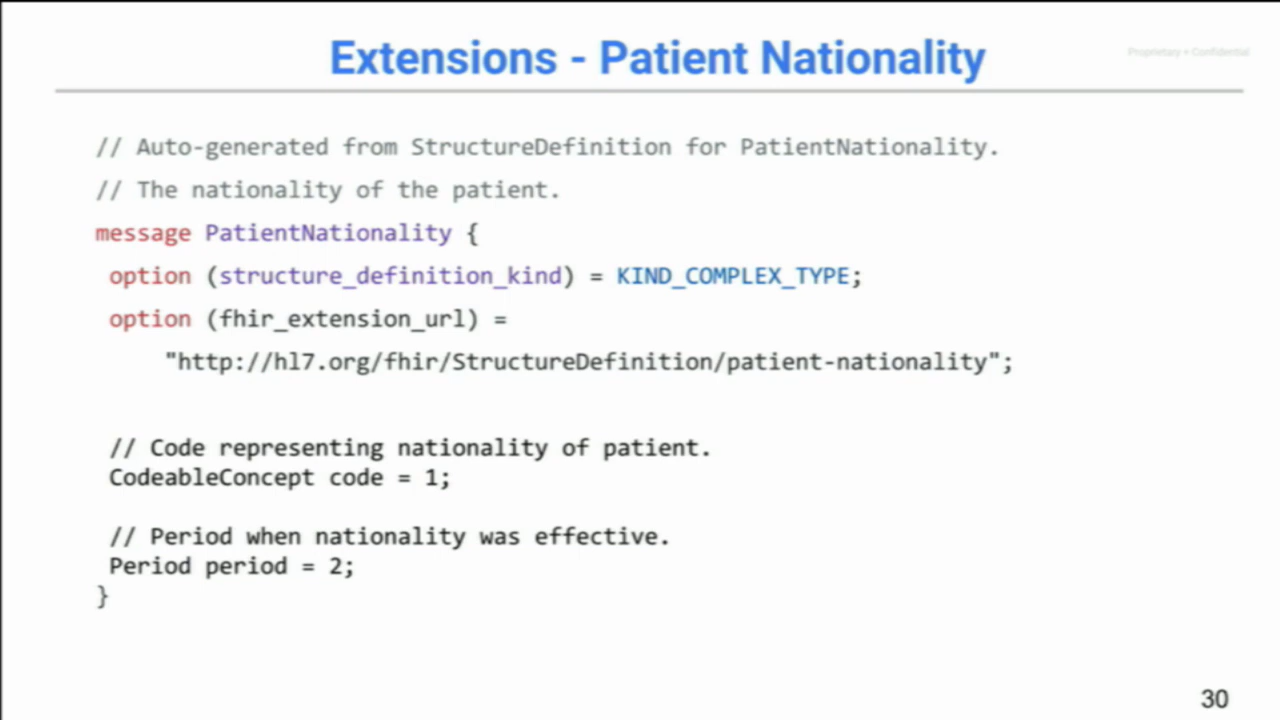 Extensions - Patient Nationality
Proprietary + Confidential
// Auto-generated from StructureDefinition for PatientNationality.
// The nationality of the patient.
message PatientNationality {
option (structure_definition_kind) = KIND_COMPLEX_TYPE;
option (fhir_extension_url) =
"http://hl7.org/fhir/StructureDefinition/patient-nationality";
// Code representing nationality of patient.
CodeableConcept code = 1;
// Period when nationality was effective.
Period period = 2;
}
30